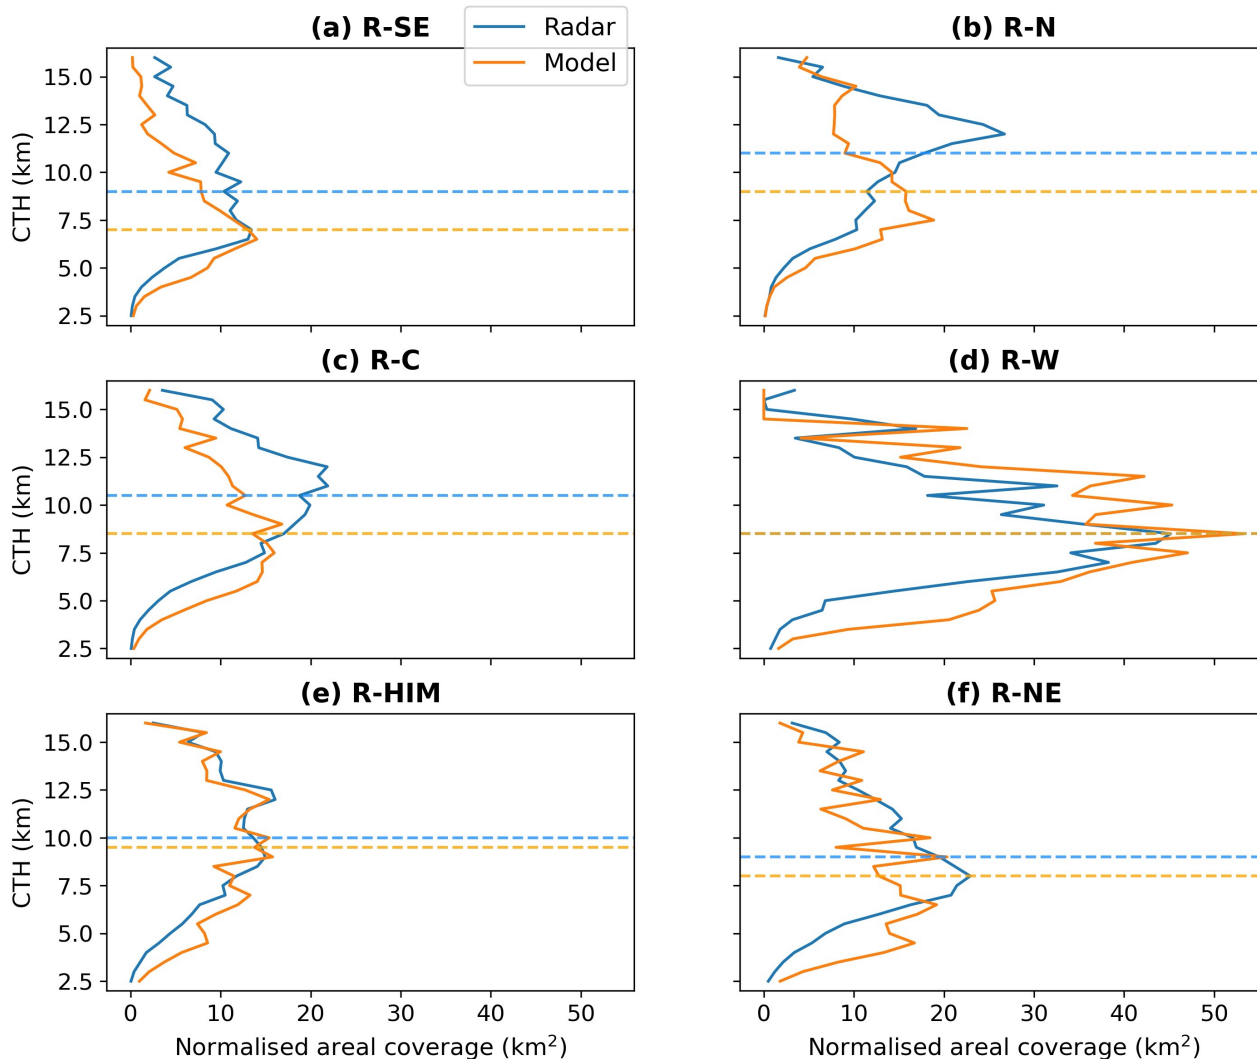 (a) R-SE
Radar
Model
(b) R-N
CTH (km)
15.0
12.5
10.0
7.5
5.0
2.5
(c) R-C
(d) R-W
CTH (km)
15.0
12.5
10.0
7.5
5.0
2.5
(e) R-HIM
(f) R-NE
CTH (km)
15.0
12.5
10.0
7.5
5.0
2.5
0 10 20 30 40 50
0 10 20 30 40 50
Normalised areal coverage (km²)
Normalised areal coverage (km²)